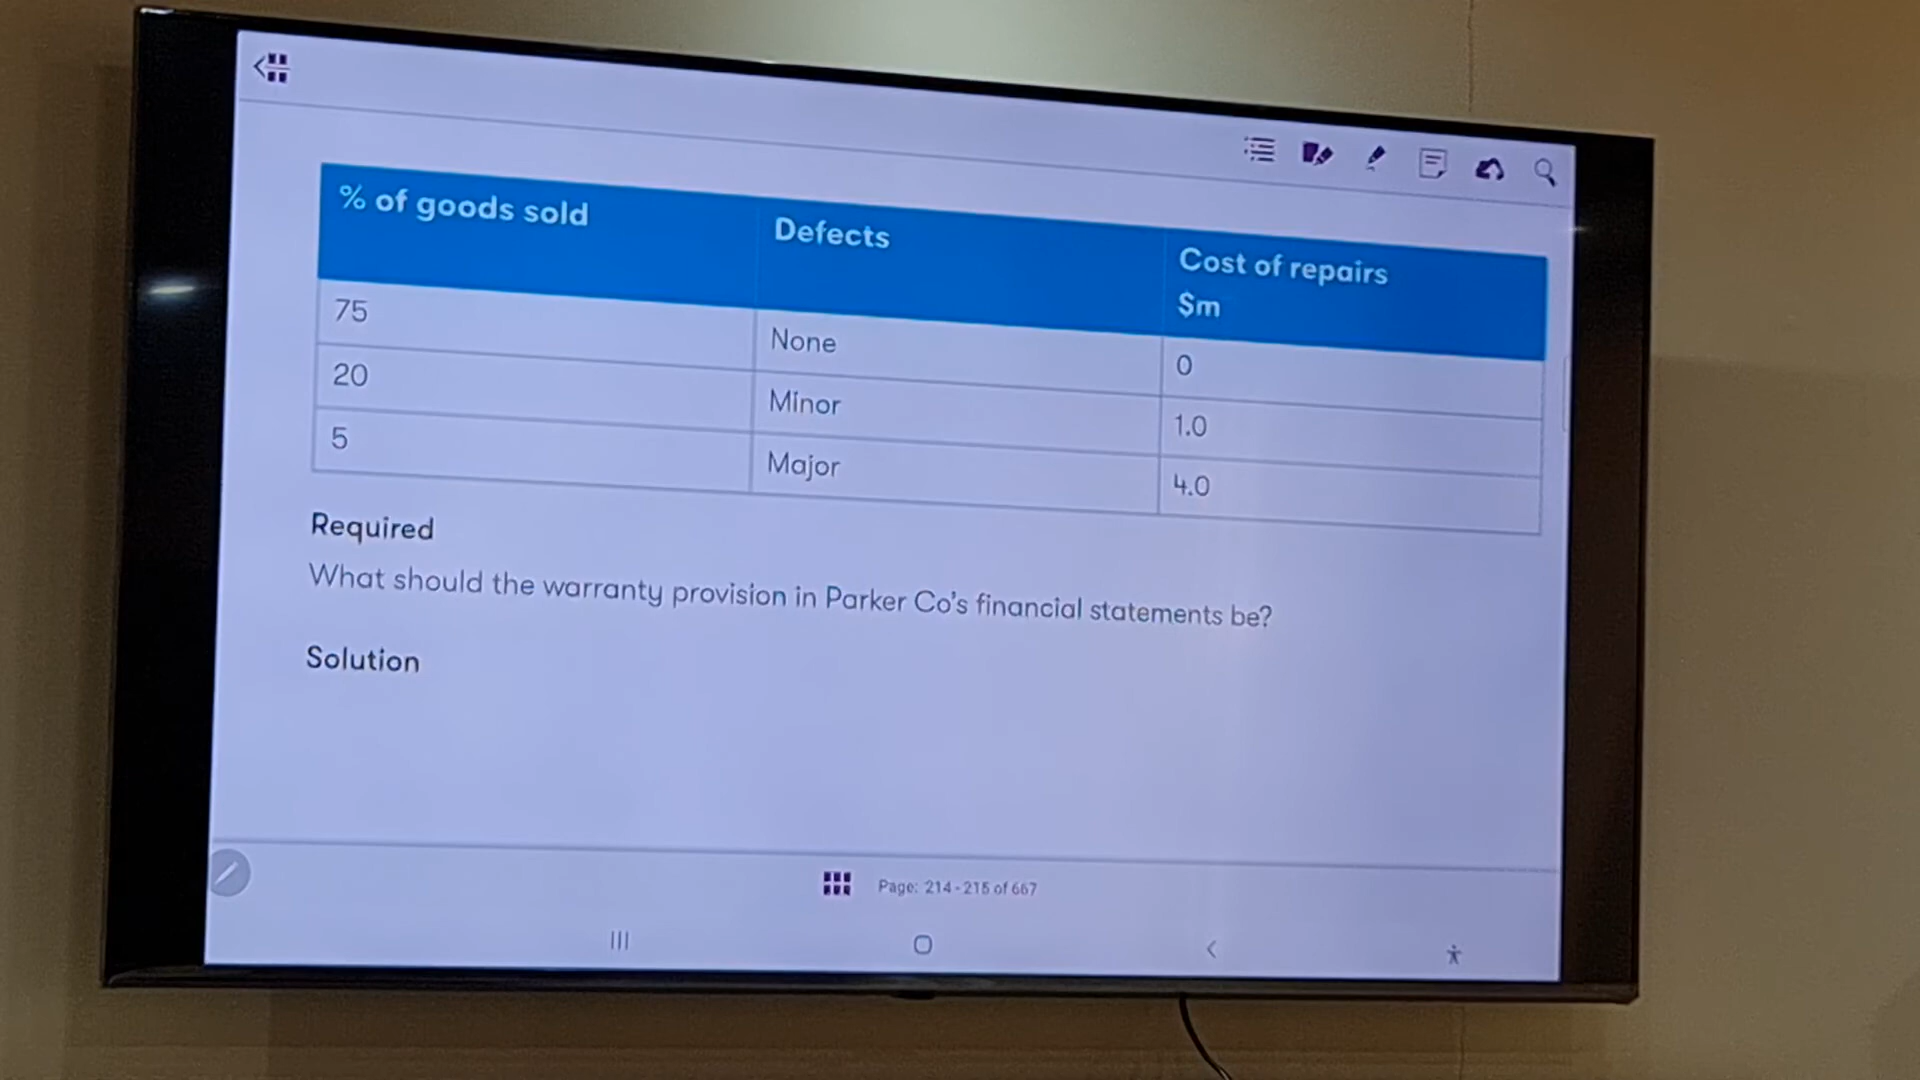 % of goods sold Defects Cost of repairs
$m
75 None 0
20 Minor 1.0
5 Major 4.0
Required
What should the warranty provision in Parker Co's financial statements be?
Solution
Page: 214-215 of 667